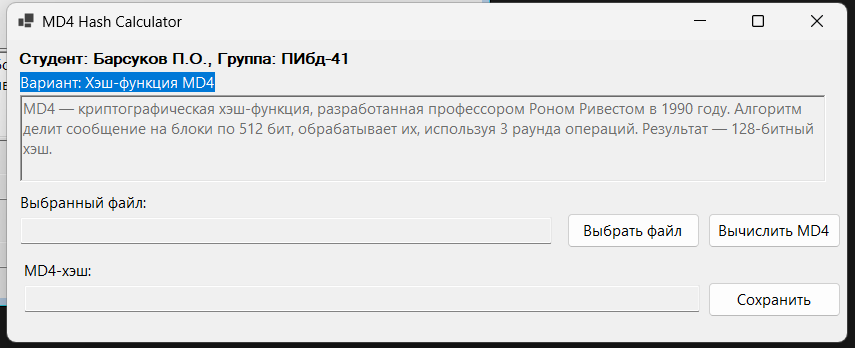 MD4 Hash Calculator
Студент: Барсуков П.О., Группа: ПИбд-41
Вариант: Хэш-функция MD4
MD4 — криптографическая хэш-функция, разработанная профессором Роном Ривестом в 1990 году. Алгоритм
делит сообщение на блоки по 512 бит, обрабатывает их, используя 3 раунда операций. Результат — 128-битный
хэш.
Выбранный файл:
Выбрать файл
Вычислить MD4
MD4-хэш:
Сохранить